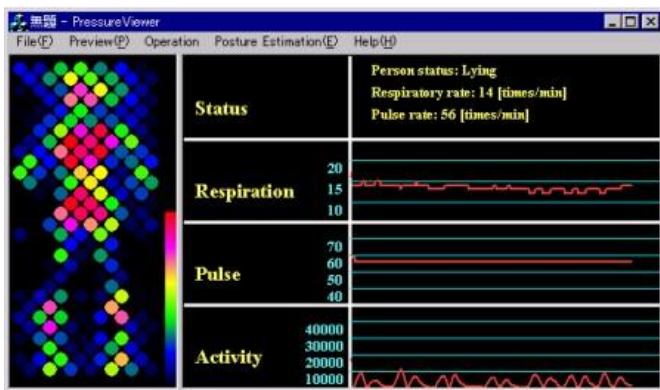 無題 - PressureViewer
File(F) Preview(P) Operation Posture Estimation(E) Help(H)
Status
Person status: Lying
Respiratory rate: 14 [times/min]
Pulse rate: 56 [times/min]
Respiration
20
15
10
Pulse
70
60
50
40
Activity
40000
30000
20000
10000